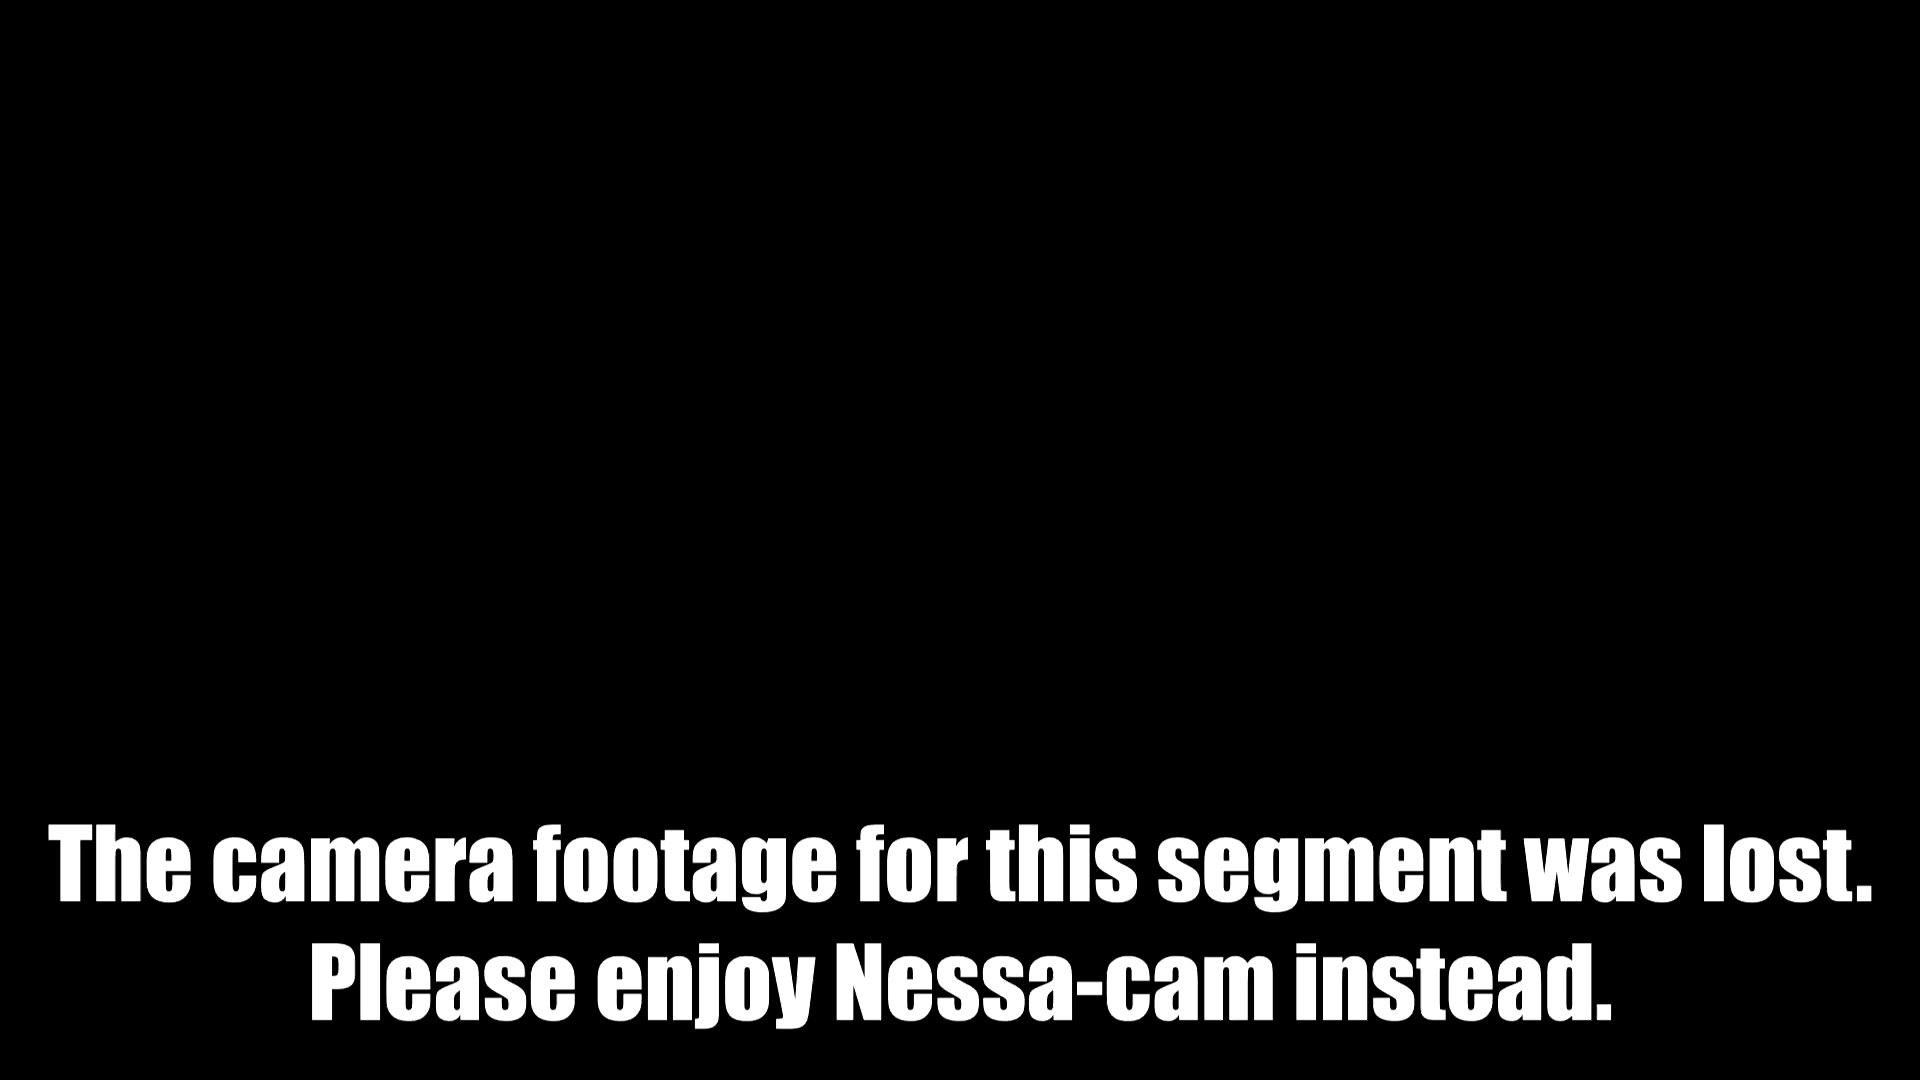 The camera footage for this segment was lost.
Please enjoy Nessa-cam instead.